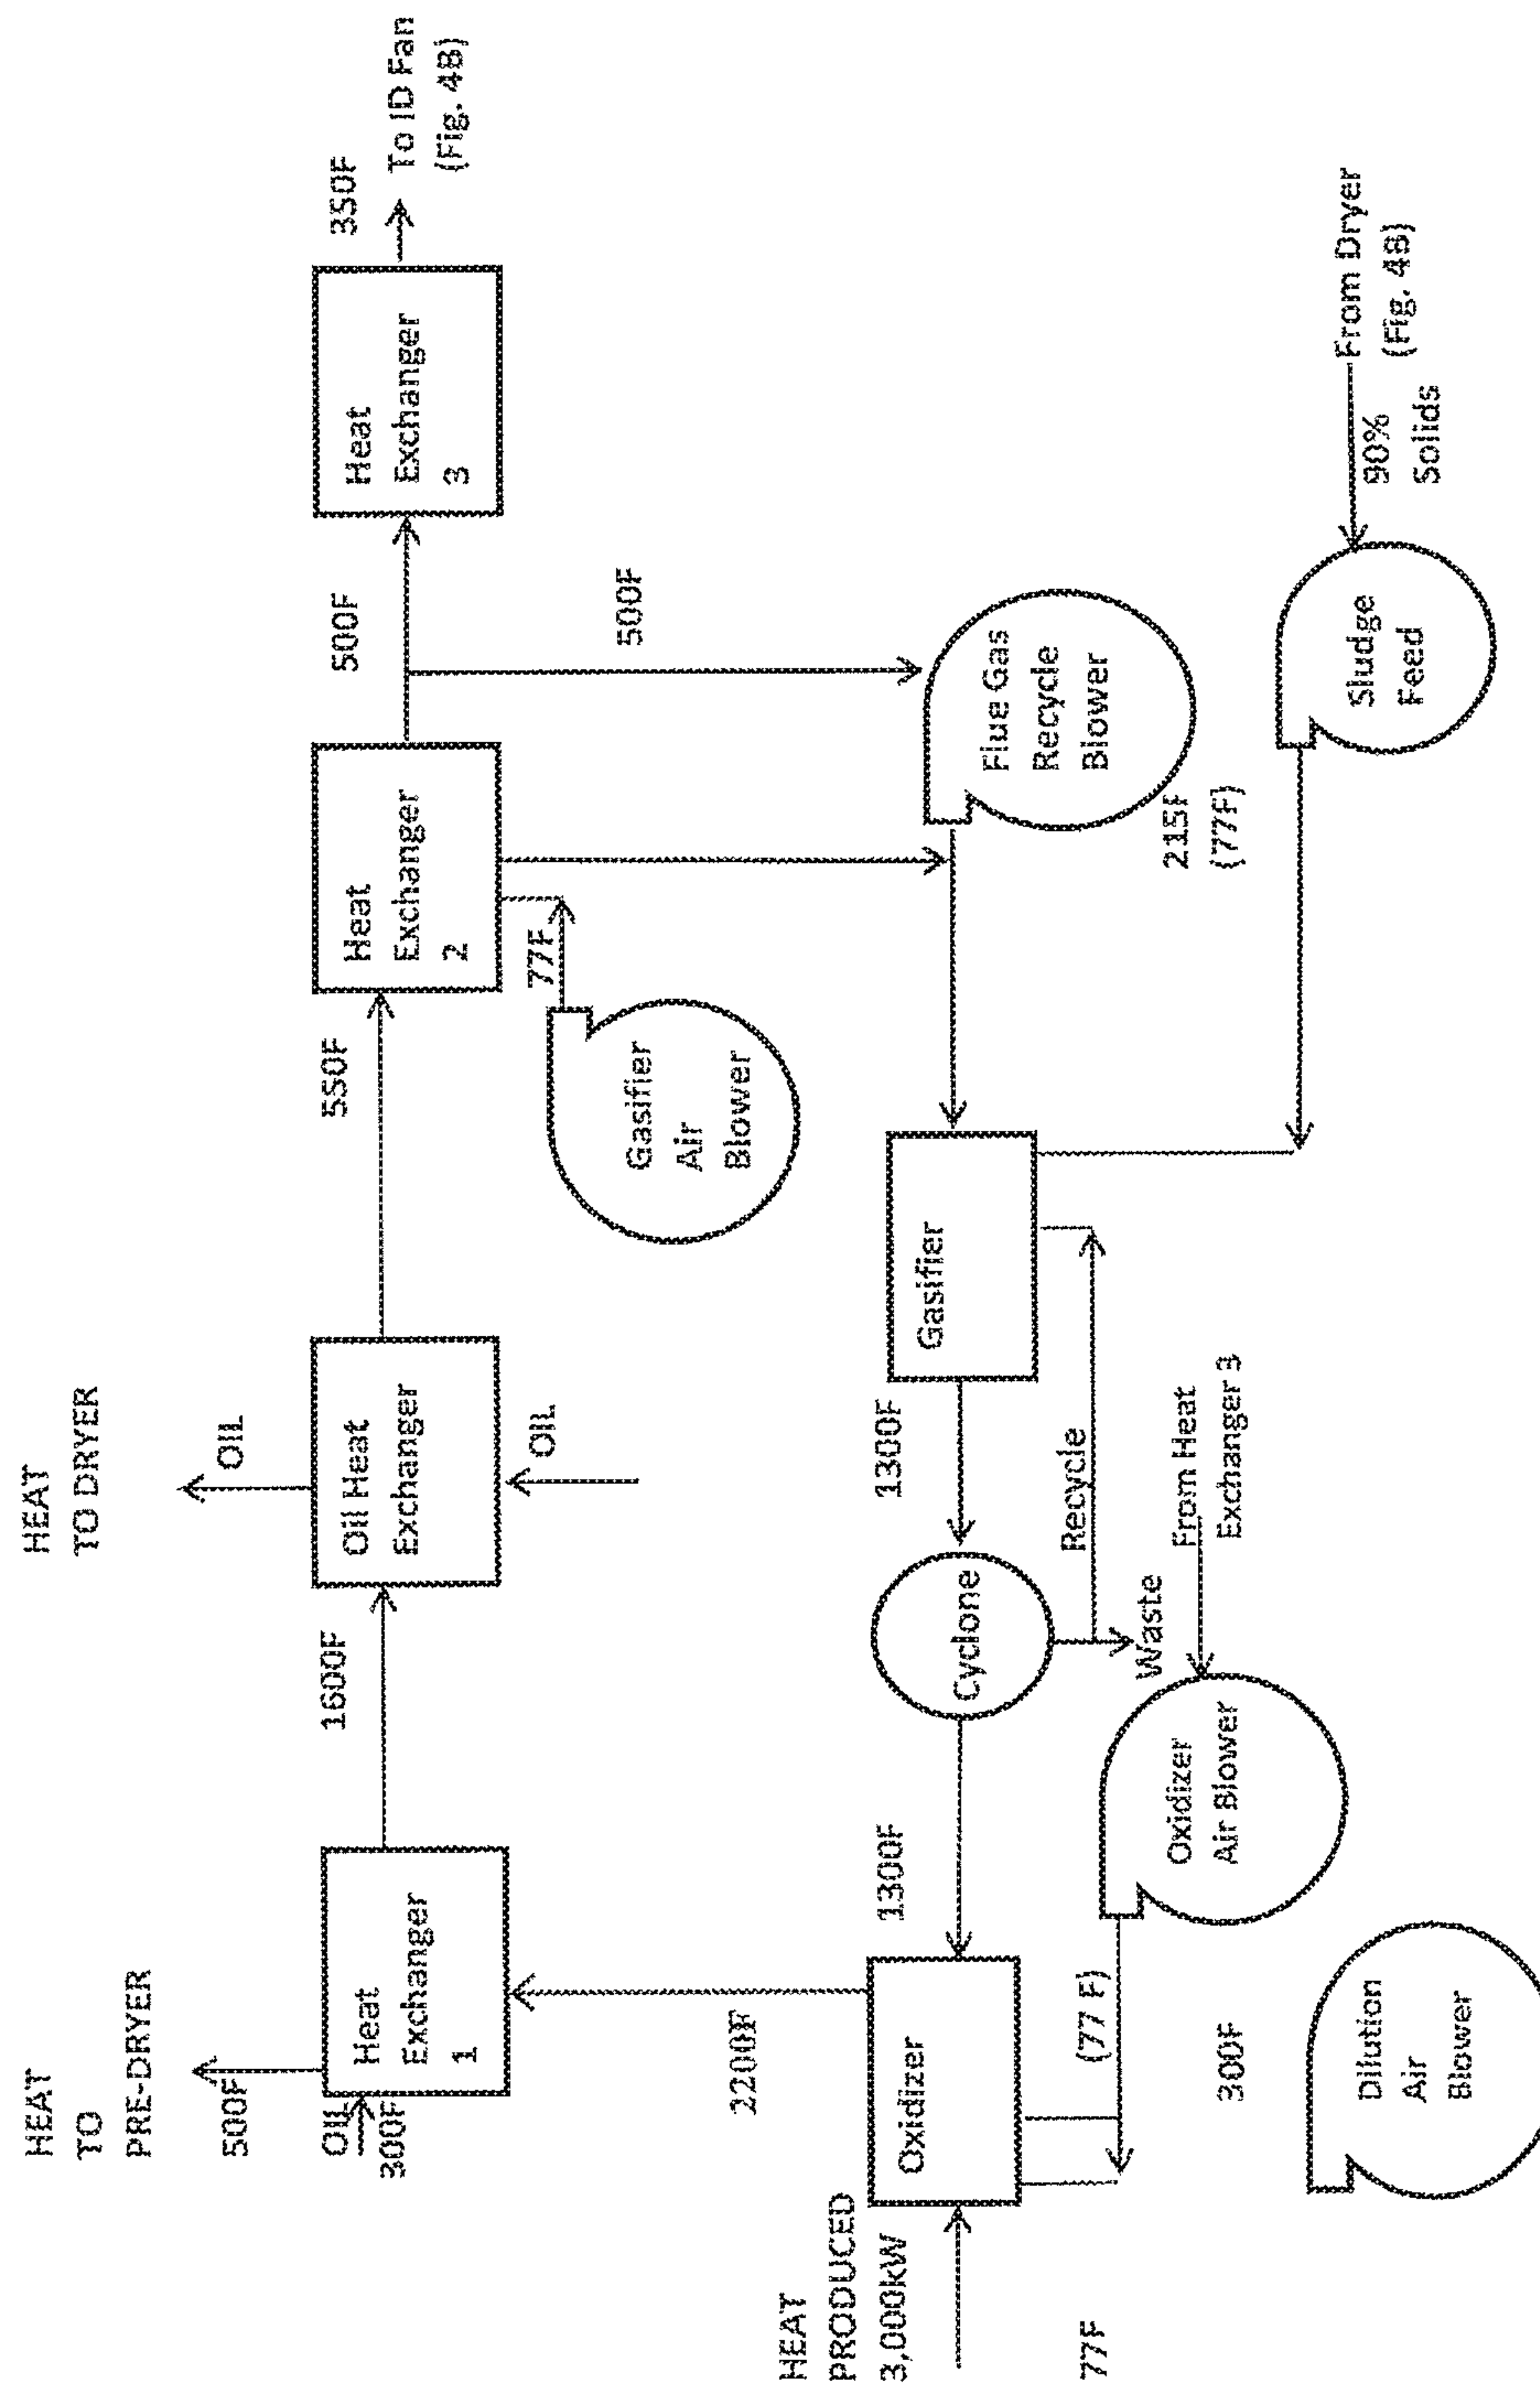 HEAT
TO
PRE-DRYER
500F
OIL
300F
HEAT
TO DRYER
OIL
OIL
Heat
Exchanger
1
1600F
Oil Heat
Exchanger
550F
Heat
Exchanger
2
500F
Heat
Exchanger
3
350F
To ID Fan
(Fig. 4B)
77F
Gasifier
Air
Blower
500F
2200F
HEAT
PRODUCED
3,000kW
77F
Oxidizer
1300F
Cyclone
1300F
Gasifier
Flue Gas
Recycle
Blower
215F
(77F)
Recycle
Waste
From Heat
Exchanger 3
(77 F)
Oxidizer
Air Blower
300F
Dilution
Air
Blower
Sludge
Feed
From Dryer
(Fig. 4B)
90%
Solids